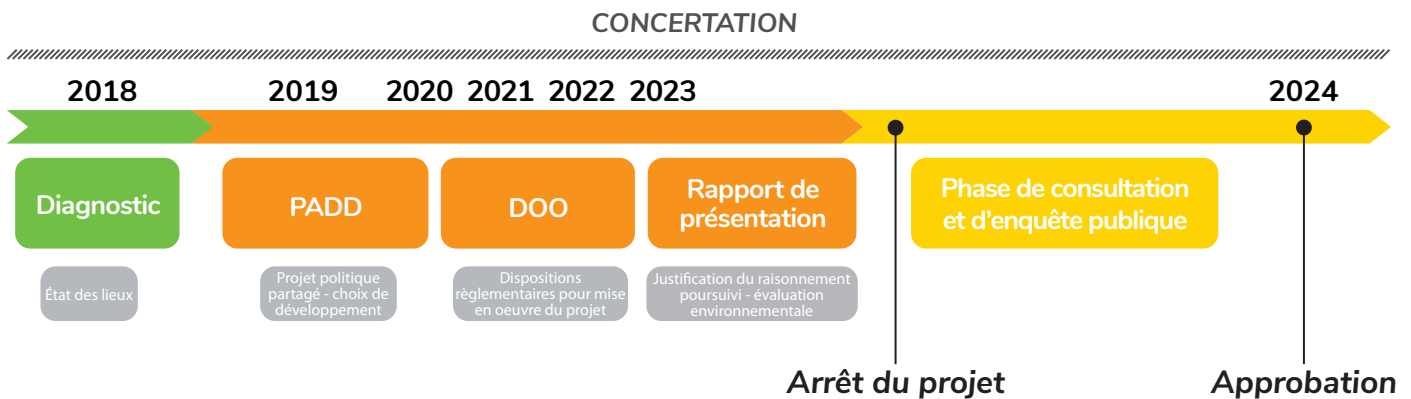 CONCERTATION
2018 2019 2020 2021 2022 2023 2024
Diagnostic
PADD
DOO
Rapport de
présentation
Phase de consultation
et d’enquête publique
État des lieux
Projet politique
partagé - choix de
développement
Dispositions
règlementaires pour mise
en oeuvre du projet
Justification du raisonnement
poursuivi - évaluation
environnementale
Arrêt du projet
Approbation